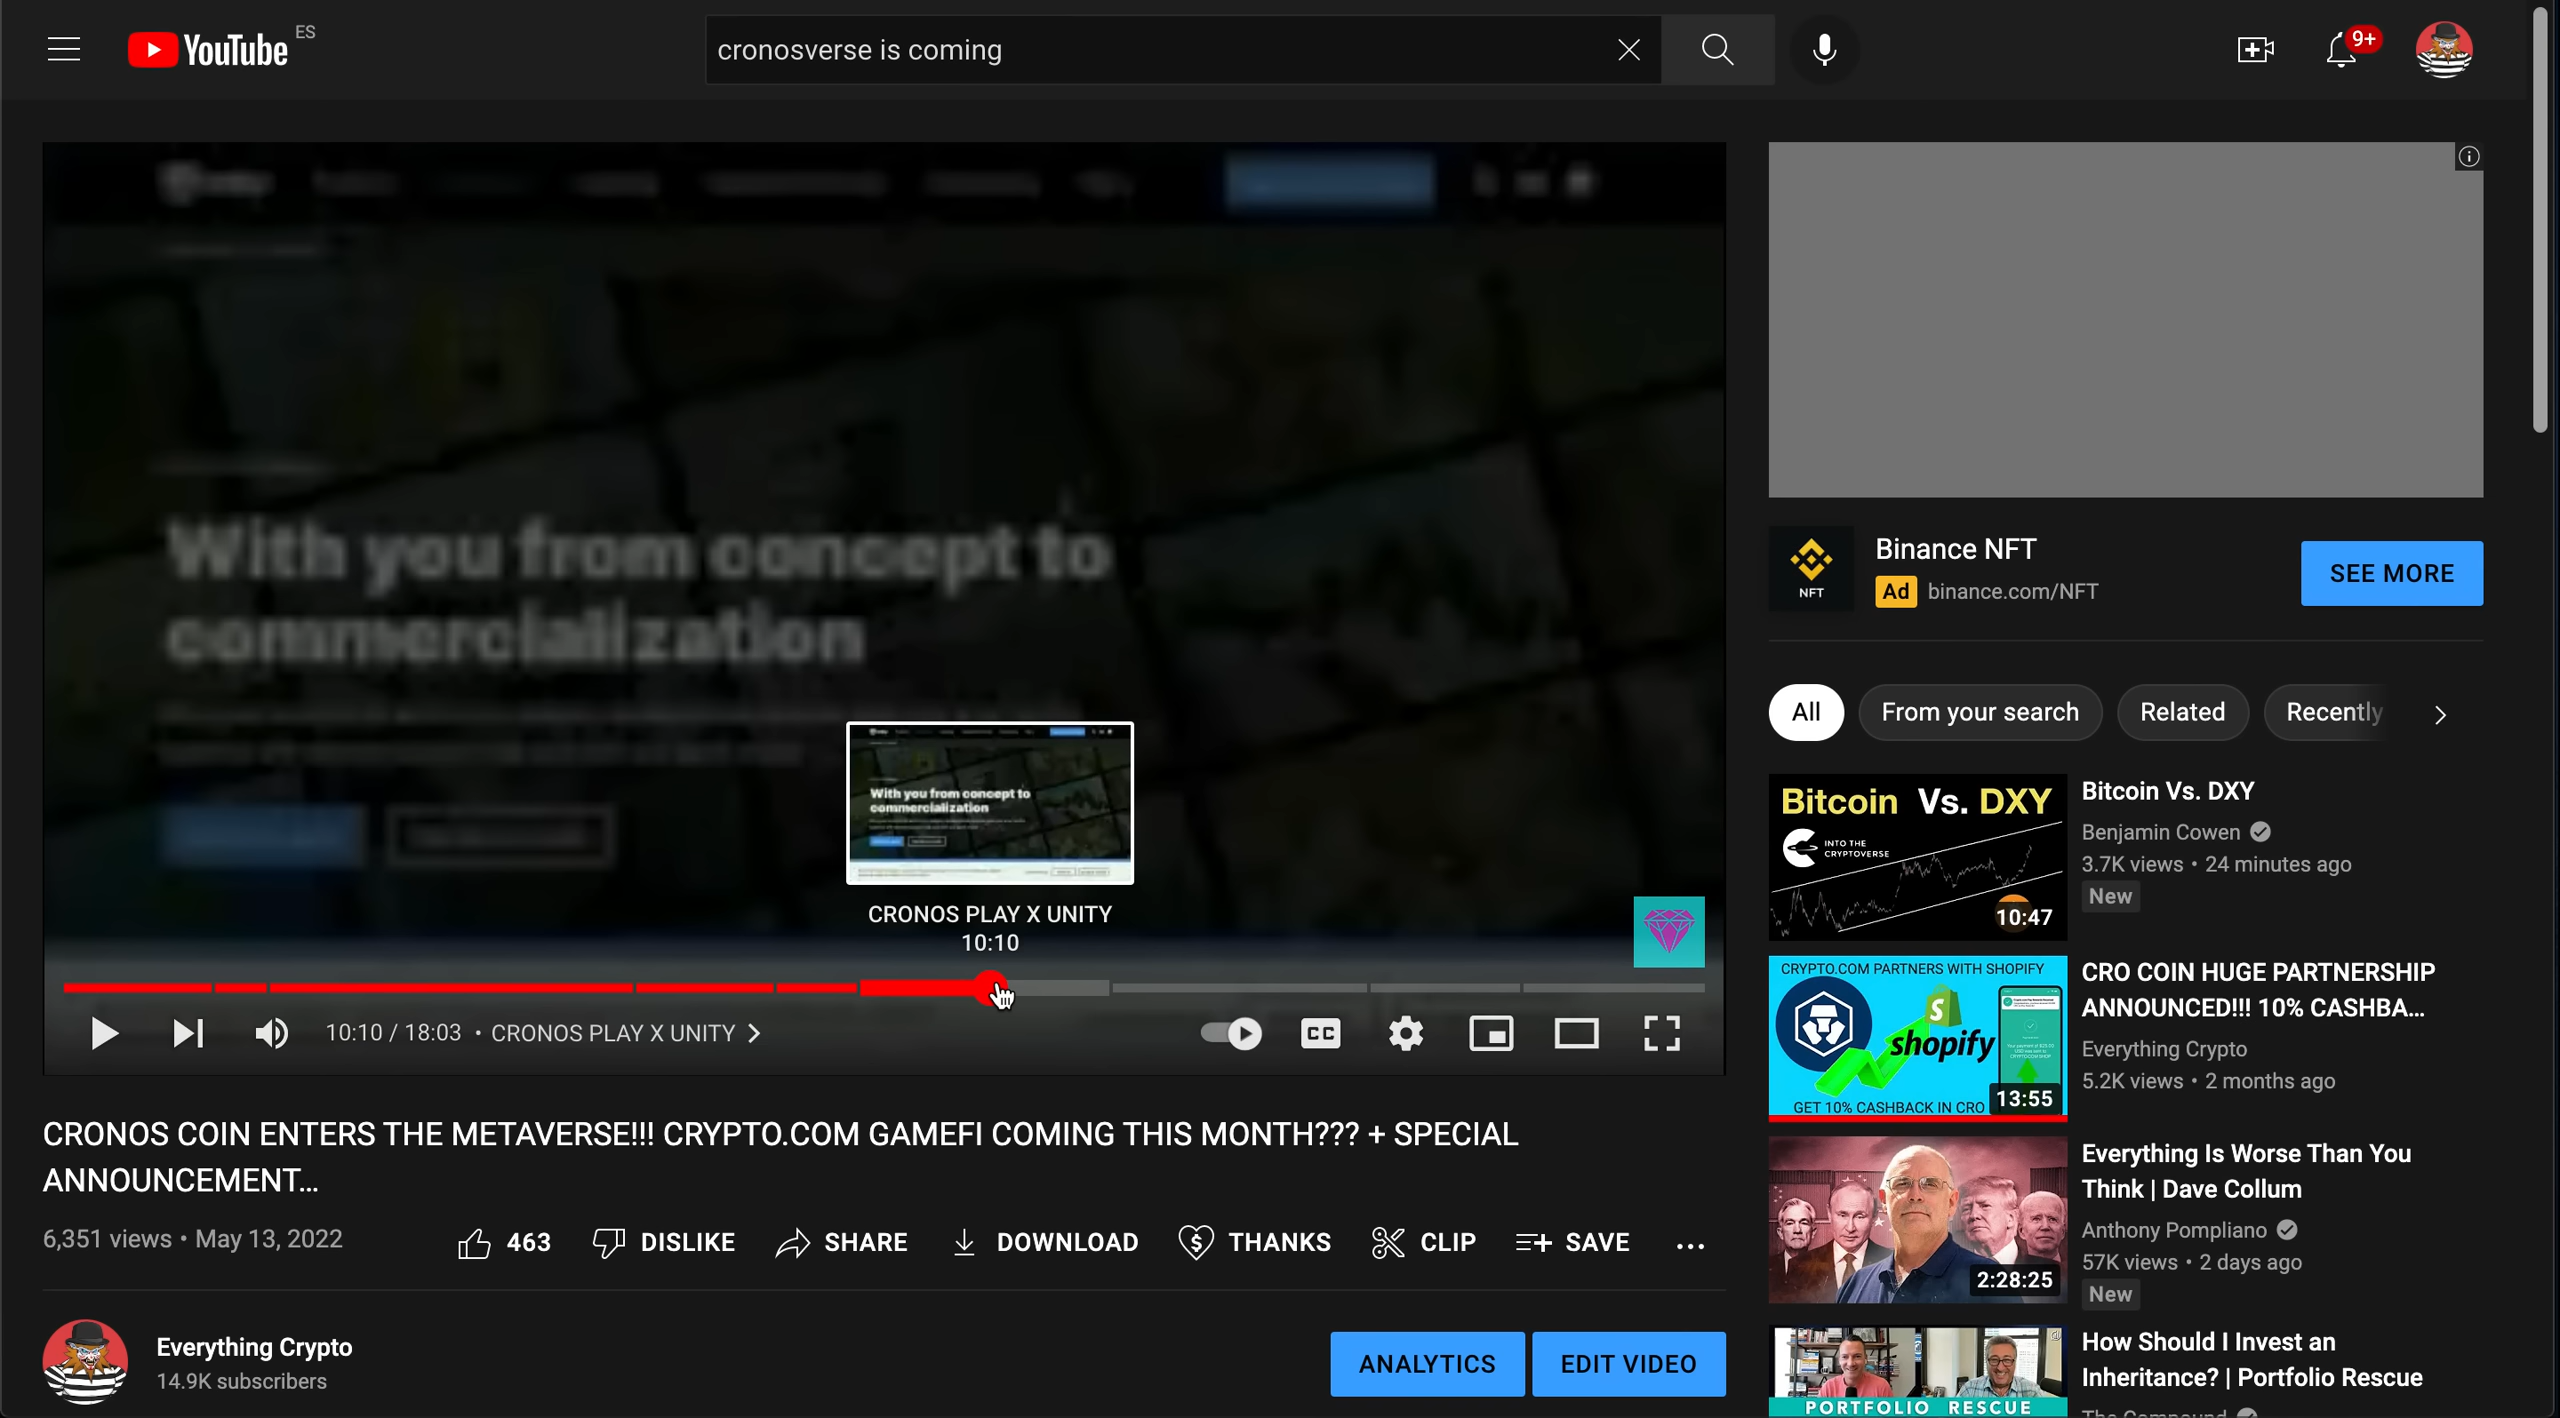 YouTube ES
cronosverse is coming
9+
With you from concept to
commercialization
With you from concept to
commercialization
CRONOS PLAY X UNITY
10:10
10:10 / 18:03 • CRONOS PLAY X UNITY
CC
CRONOS COIN ENTERS THE METAVERSE!!! CRYPTO.COM GAMEFI COMING THIS MONTH??? + SPECIAL
ANNOUNCEMENT...
6,351 views • May 13, 2022
463
DISLIKE
SHARE
DOWNLOAD
THANKS
CLIP
SAVE
Everything Crypto
14.9K subscribers
ANALYTICS
EDIT VIDEO
NFT
Binance NFT
Ad binance.com/NFT
SEE MORE
All
From your search
Related
Recently
Bitcoin Vs. DXY
INTO THE
CRYPTOVERSE
10:47
Bitcoin Vs. DXY
Benjamin Cowen
3.7K views • 24 minutes ago
New
CRYPTO.COM PARTNERS WITH SHOPIFY
shopify
GET 10% CASHBACK IN CRO
13:55
CRO COIN HUGE PARTNERSHIP
ANNOUNCED!!! 10% CASHBA...
Everything Crypto
5.2K views • 2 months ago
2:28:25
Everything Is Worse Than You
Think | Dave Collum
Anthony Pompliano
57K views • 2 days ago
New
PORTFOLIO RESCUE
How Should I Invest an
Inheritance? | Portfolio Rescue
The Compound